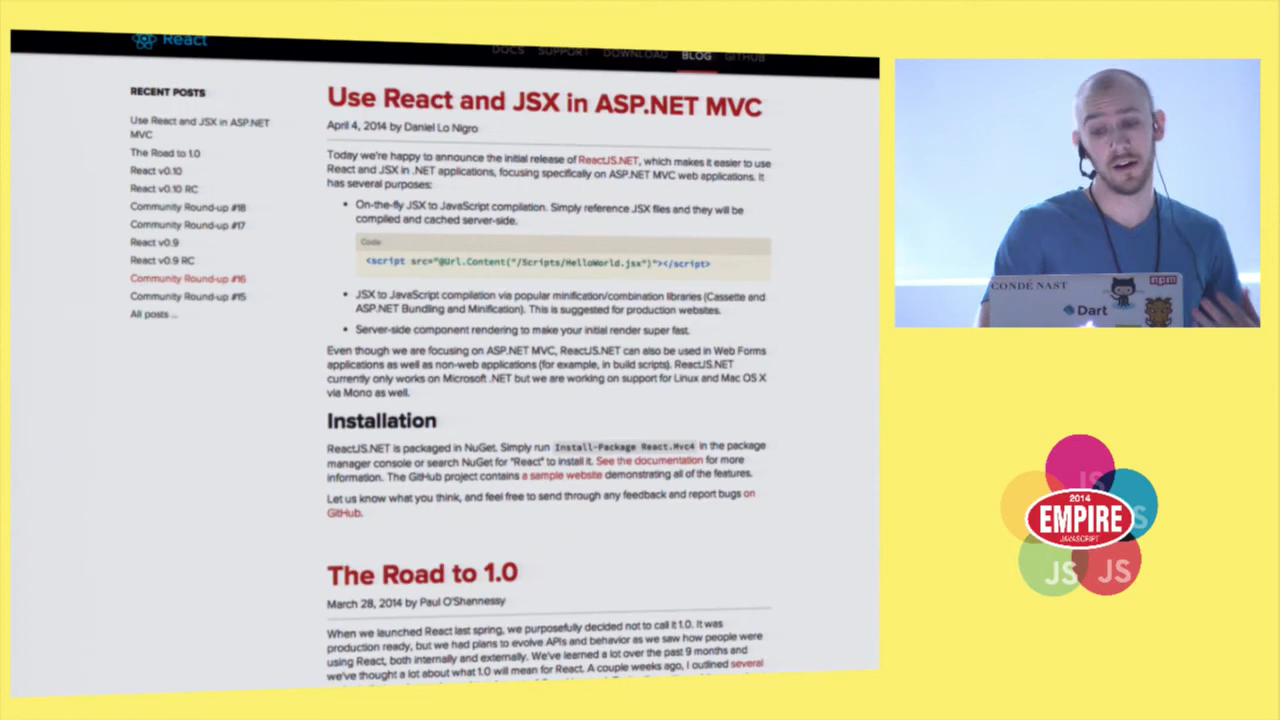 React
DOCS SUPPORT DOWNLOAD BLOG GITHUB
RECENT POSTS
Use React and JSX in ASP.NET
MVC
The Road to 1.0
React v0.10
React v0.10 RC
Community Round-up #18
Community Round-up #17
React v0.9
React v0.9 RC
Community Round-up #16
Community Round-up #15
All posts ...
Use React and JSX in ASP.NET MVC
April 4, 2014 by Daniel Lo Nigro
Today we're happy to announce the initial release of ReactJS.NET, which makes it easier to use
React and JSX in .NET applications, focusing specifically on ASP.NET MVC web applications. It
has several purposes:
• On-the-fly JSX to JavaScript compilation. Simply reference JSX files and they will be
compiled and cached server-side.
Code
<script src="@Url.Content("/Scripts/HelloWorld.jsx")"></script>
• JSX to JavaScript compilation via popular minification/combination libraries (Cassette and
ASP.NET Bundling and Minification). This is suggested for production websites.
• Server-side component rendering to make your initial render super fast.
Even though we are focusing on ASP.NET MVC, ReactJS.NET can also be used in Web Forms
applications as well as non-web applications (for example, in build scripts). ReactJS.NET
currently only works on Microsoft .NET but we are working on support for Linux and Mac OS X
via Mono as well.
Installation
ReactJS.NET is packaged in NuGet. Simply run Install-Package React.Mvc4 in the package
manager console or search NuGet for "React" to install it. See the documentation for more
information. The GitHub project contains a sample website demonstrating all of the features.
Let us know what you think, and feel free to send through any feedback and report bugs on
GitHub.
The Road to 1.0
March 28, 2014 by Paul O'Shannessy
When we launched React last spring, we purposefully decided not to call it 1.0. It was
production ready, but we had plans to evolve APIs and behavior as we saw how people were
using React, both internally and externally. We've learned a lot over the past 9 months and
we've thought a lot about what 1.0 will mean for React. A couple weeks ago, I outlined several
CONDÉ NAST
npm
Dart
JS
2014
EMPIRE
JAVASCRIPT
JS
JS
JS